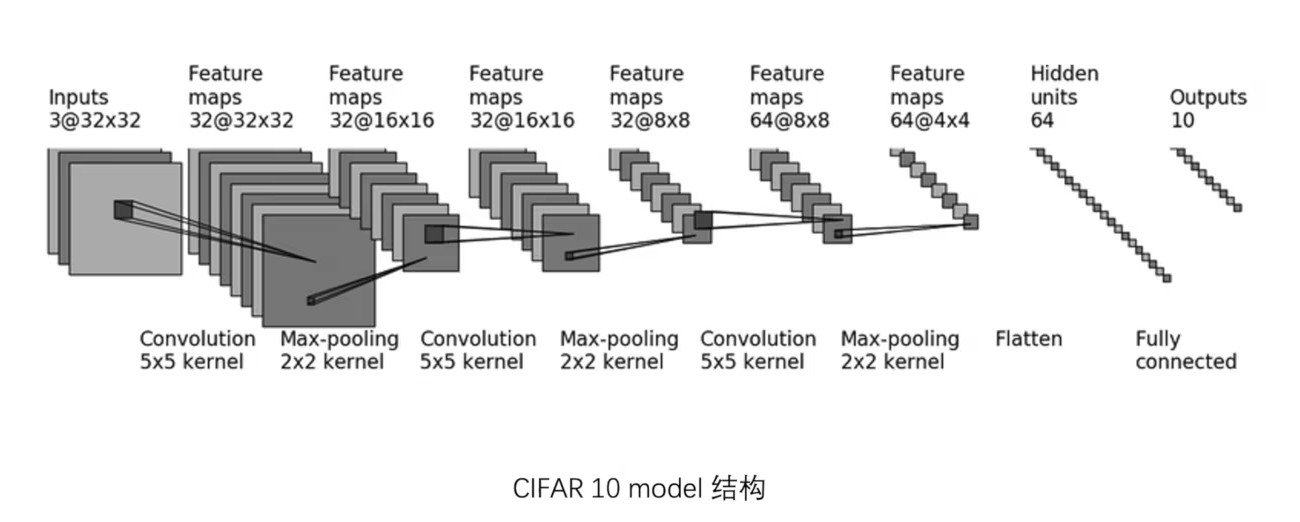 Inputs
3@32x32
Feature
maps
32@32x32
Feature
maps
32@16x16
Feature
maps
32@16x16
Feature
maps
32@8x8
Feature
maps
64@8x8
Feature
maps
64@4x4
Hidden
units
64
Outputs
10
Convolution
5x5 kernel
Max-pooling
2x2 kernel
Convolution
5x5 kernel
Max-pooling
2x2 kernel
Convolution
5x5 kernel
Max-pooling
2x2 kernel
Flatten
Fully
connected
CIFAR 10 model 结构